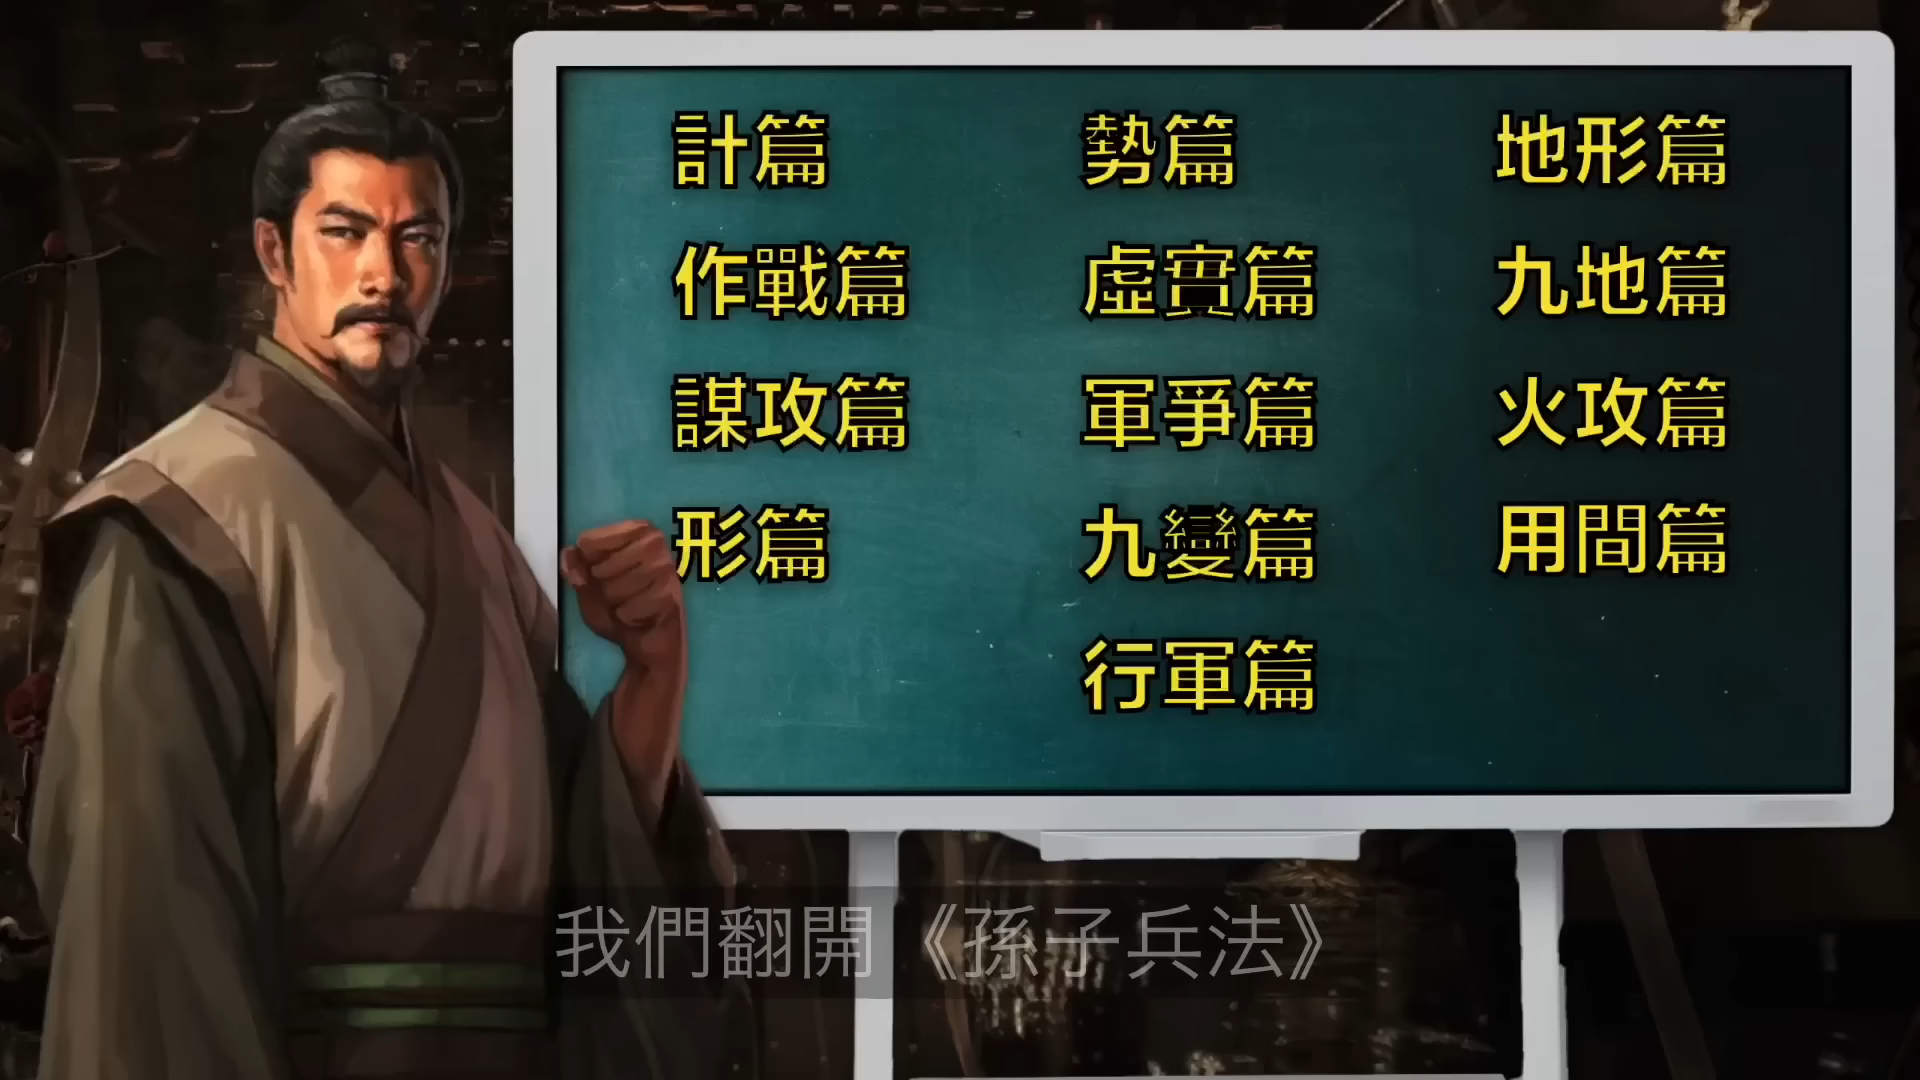 計篇
作戰篇
謀攻篇
形篇
勢篇
虛實篇
軍爭篇
九變篇
行軍篇
地形篇
九地篇
火攻篇
用間篇
我們翻開《孫子兵法》